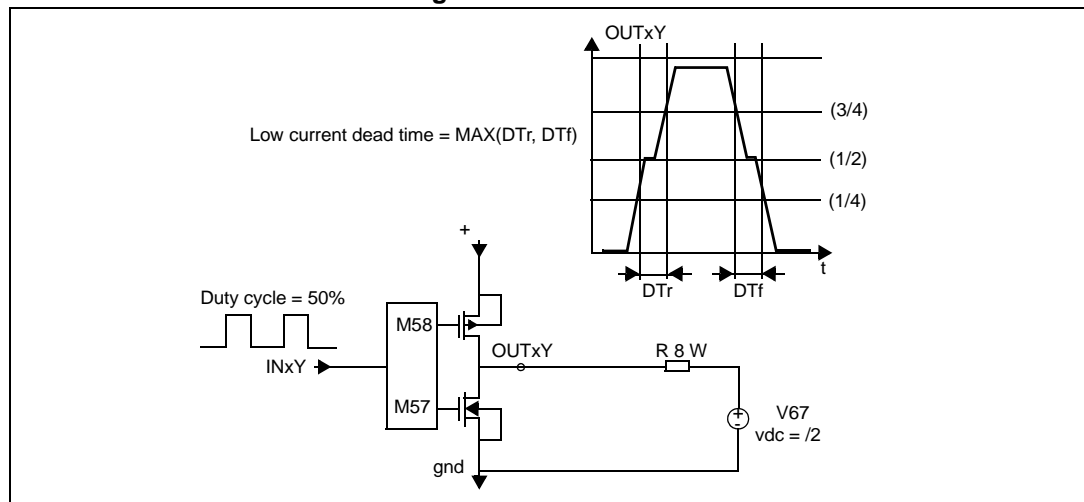 g
OUTxY
(3/4)
Low current dead time = MAX(DTr, DTf)
(1/2)
(1/4)
+
t
DTr
DTf
Duty cycle = 50%
M58
OUTxY
R 8 W
INxY
M57
+
-
V67
vdc = /2
gnd